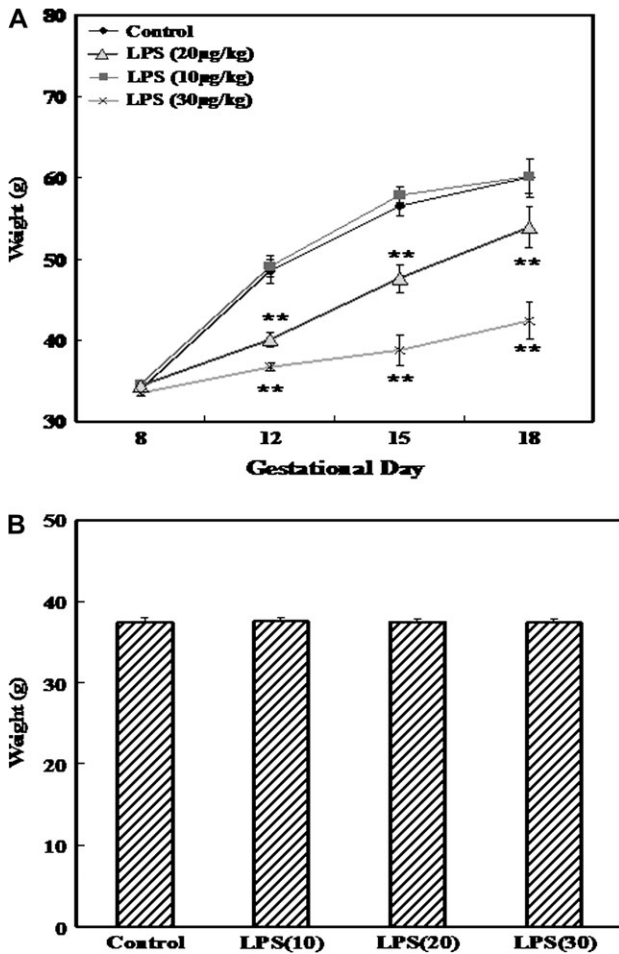 A
80
70
60
50
40
30
Weight (g)
Control
LPS (20µg/kg)
LPS (10µg/kg)
LPS (30µg/kg)
**
**
**
**
**
**
8 12 15 18
Gestational Day
B
50
40
30
20
10
0
Weight (g)
Control LPS(10) LPS(20) LPS(30)